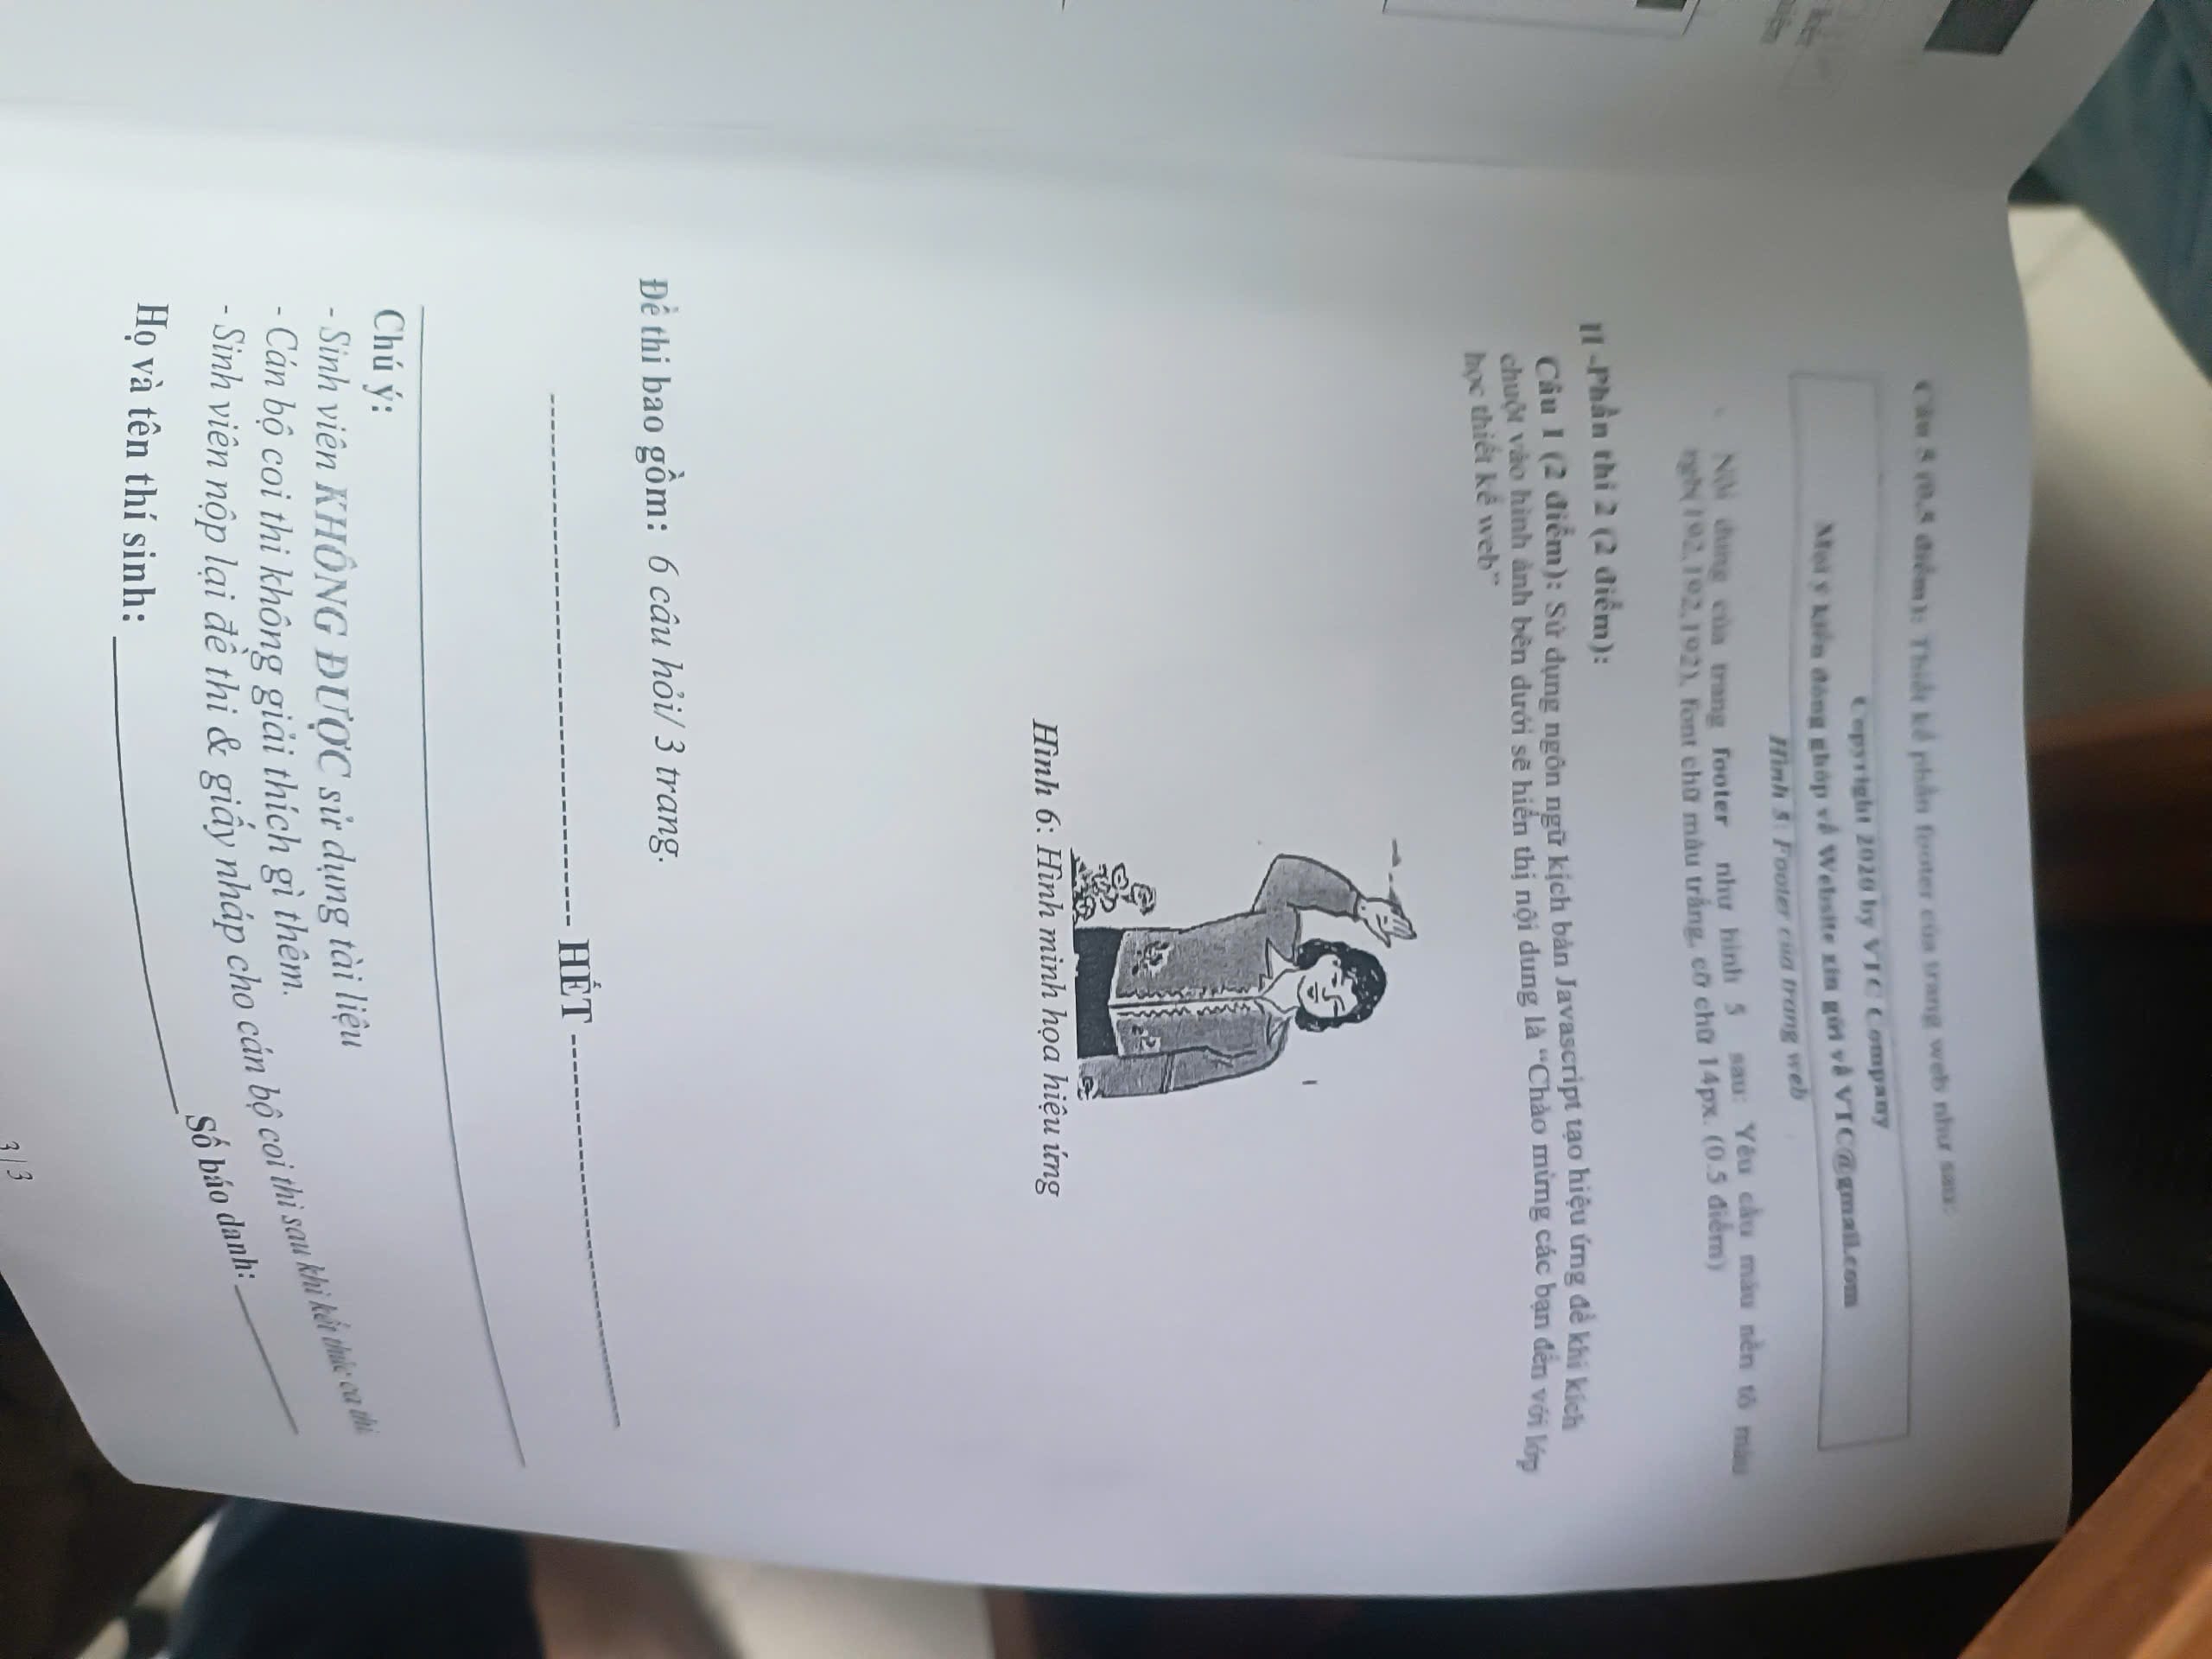 Câu 5 (0,5 điểm): Thiết kế phần footer của trang web như sau:
Copyright 2020 by VTC Company
Mọi ý kiến đóng ghóp về Website xin gửi về VTC@gmail.com
Hình 5: Footer của trang web
Nội dung của trang footer như hình 5 sau: Yêu cầu màu nền tô màu
rgb(192,192,192), font chữ màu trắng, cỡ chữ 14px. (0.5 điểm)
II -Phần thi 2 (2 điểm):
Câu 1 (2 điểm): Sử dụng ngôn ngữ kịch bản Javascript tạo hiệu ứng để khi kích
chuột vào hình ảnh bên dưới sẽ hiển thị nội dung là “Chào mừng các bạn đến với lớp
học thiết kế web”
Hình 6: Hình minh họa hiệu ứng
Đề thi bao gồm: 6 câu hỏi/ 3 trang.
HẾT
Chú ý:
- Sinh viên KHÔNG ĐƯỢC sử dụng tài liệu
- Cán bộ coi thi không giải thích gì thêm.
- Sinh viên nộp lại đề thi & giấy nháp cho cán bộ coi thi sau khi kết thúc ca thi
Họ và tên thí sinh: Số báo danh:
3/3